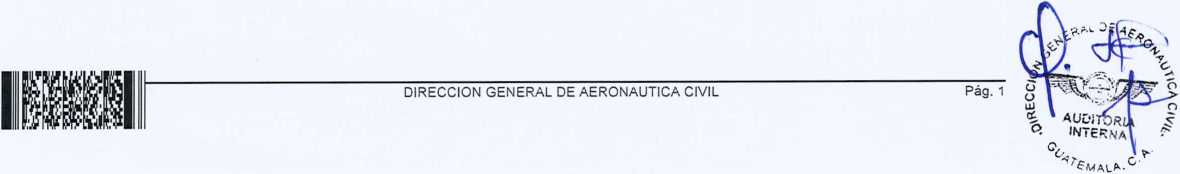 DIRECCION GENERAL DE AERONAUTICA CIVIL
Pág. 1
DIRECCION GENERAL DE AERONAUTICA CIVIL.
AUDITORIA
INTERNA
GUATEMALA, C.A.